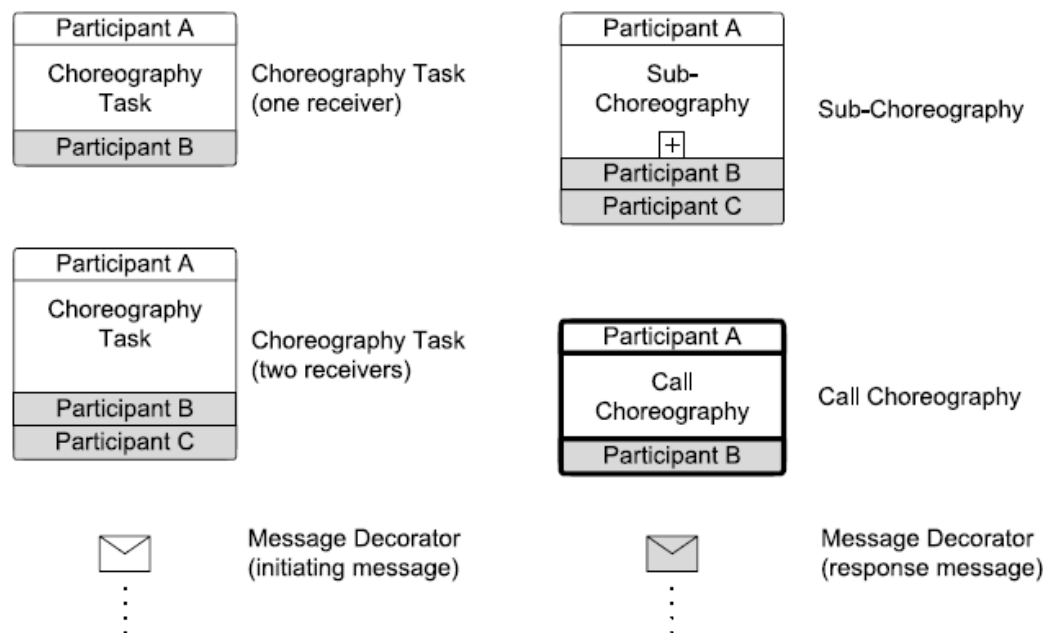 Participant A
Choreography
Task
Participant B
Choreography Task
(one receiver)
Participant A
Sub-
Choreography
+
Participant B
Participant C
Sub-Choreography
Participant A
Choreography
Task
Participant B
Participant C
Choreography Task
(two receivers)
Participant A
Call
Choreography
Participant B
Call Choreography
Message Decorator
(initiating message)
Message Decorator
(response message)